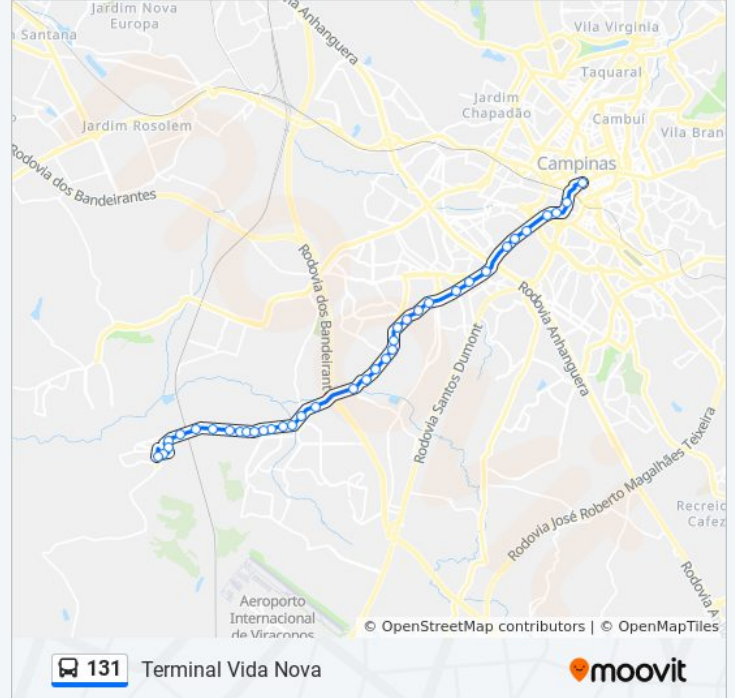 Jardim Nova
Europa
Santana
Anhanguera
Vila Virginia
Taquaral
Jardim
Chapadão
Cambuí
Vila Bran
Jardim Rosolem
Campinas
Rodovia dos Bandeirantes
Rodovia dos Bandeirant
Rodovia Anhanguera
Rodovia Santos Dumont
Rodovia José Roberto Magalhães Teixeira
Recreio
Cafez
Rodovia A
Aeroporto
Internacional
de Viracopos
© OpenStreetMap contributors | © OpenMapTiles
131 Terminal Vida Nova
moovit